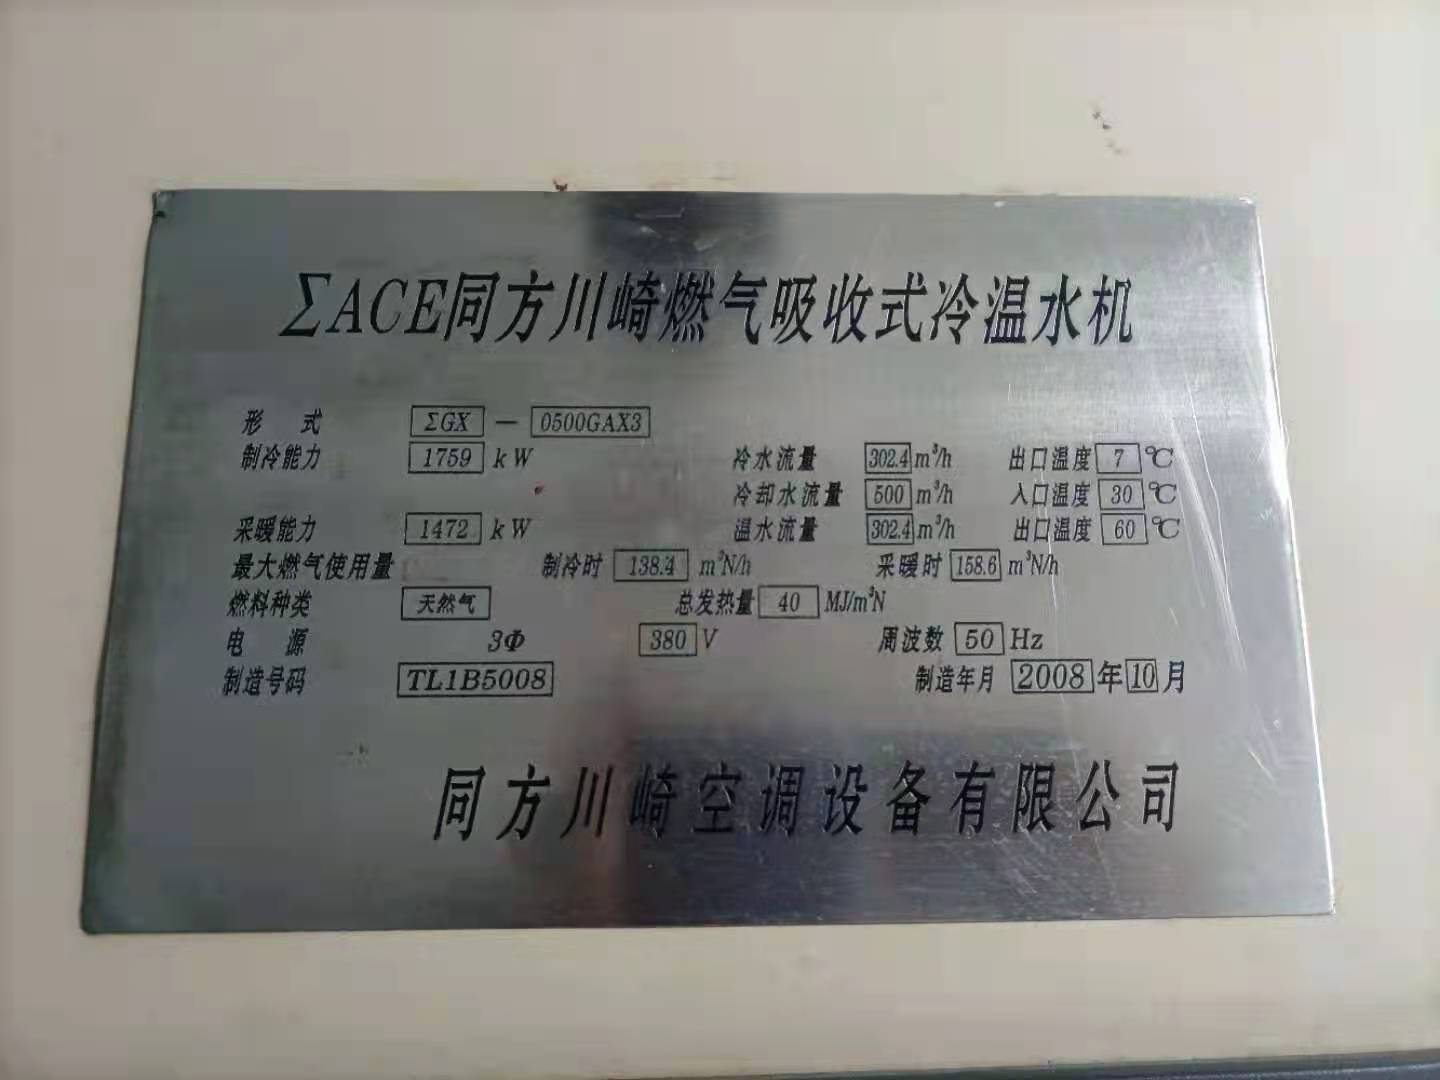 ΣACE同方川崎燃气吸收式冷温水机
形 式 ΣGX — 0500GAX3
制冷能力 1759 kW 冷水流量 302.4 m³/h 出口温度 7 ℃
冷却水流量 500 m³/h 入口温度 30 ℃
采暖能力 1472 kW 温水流量 302.4 m³/h 出口温度 60 ℃
最大燃气使用量 制冷时 138.4 m³N/h 采暖时 158.6 m³N/h
燃料种类 天然气 总发热量 40 MJ/m³N
电 源 3Φ 380 V 周波数 50 Hz
制造号码 TL1B5008 制造年月 2008 年 10 月
同方川崎空调设备有限公司